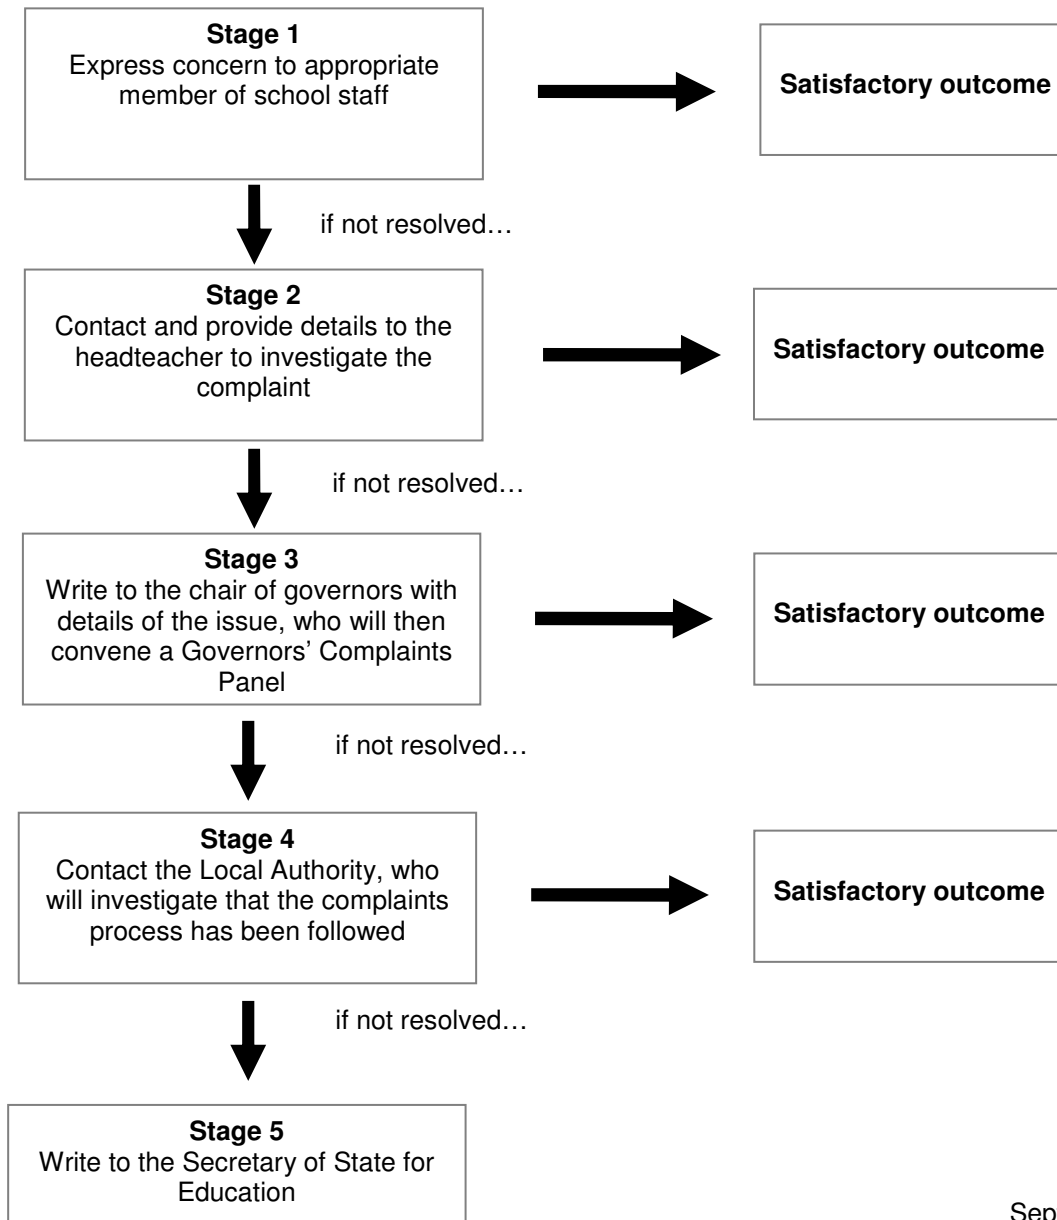 Stage 1
Express concern to appropriate
member of school staff
Satisfactory outcome
if not resolved…
Stage 2
Contact and provide details to the
headteacher to investigate the
complaint
Satisfactory outcome
if not resolved…
Stage 3
Write to the chair of governors with
details of the issue, who will then
convene a Governors’ Complaints
Panel
Satisfactory outcome
if not resolved…
Stage 4
Contact the Local Authority, who
will investigate that the complaints
process has been followed
Satisfactory outcome
if not resolved…
Stage 5
Write to the Secretary of State for
Education
Sep